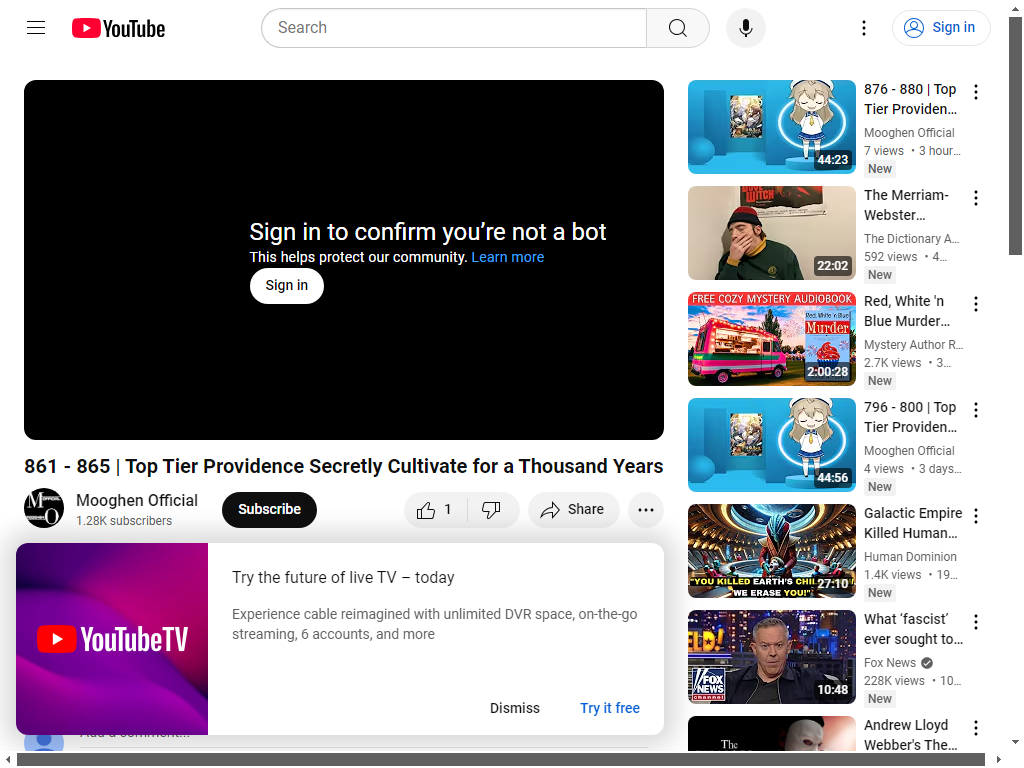 YouTube
Search
Sign in
Sign in to confirm you're not a bot
This helps protect our community. Learn more
Sign in
861 - 865 | Top Tier Providence Secretly Cultivate for a Thousand Years
Mooghen Official
1.28K subscribers
Subscribe
1
Share
Try the future of live TV – today
Experience cable reimagined with unlimited DVR space, on-the-go
streaming, 6 accounts, and more
YouTubeTV
Dismiss
Try it free
Add a comment...
44:23
876 - 880 | Top
Tier Providen…
Mooghen Official
7 views • 3 hour…
New
22:02
The Merriam-
Webster…
The Dictionary A…
592 views • 4…
New
FREE COZY MYSTERY AUDIOBOOK
Red, White 'n Blue
Murder
2:00:28
Red, White 'n
Blue Murder…
Mystery Author R…
2.7K views • 3…
New
44:56
796 - 800 | Top
Tier Providen…
Mooghen Official
4 views • 3 days…
New
"YOU KILLED EARTH'S
WE ERASE YOU!"
27:10
Galactic Empire
Killed Human…
Human Dominion
1.4K views • 19…
New
FOX
NEWS
channel
10:48
What 'fascist'
ever sought to…
Fox News
228K views • 10…
New
The
Andrew Lloyd
Webber's The…